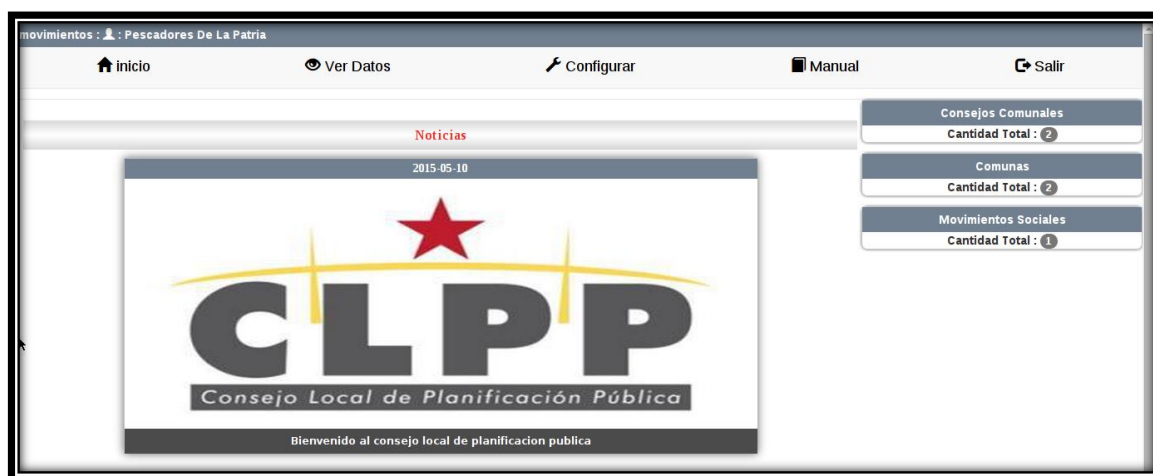 movimientos : : Pescadores De La Patria
inicio Ver Datos Configurar Manual Salir
Noticias
2015-05-10
CLPP
Consejo Local de Planificación Pública
Bienvenido al consejo local de planificacion publica
Consejos Comunales
Cantidad Total : 2
Comunas
Cantidad Total : 2
Movimientos Sociales
Cantidad Total : 1